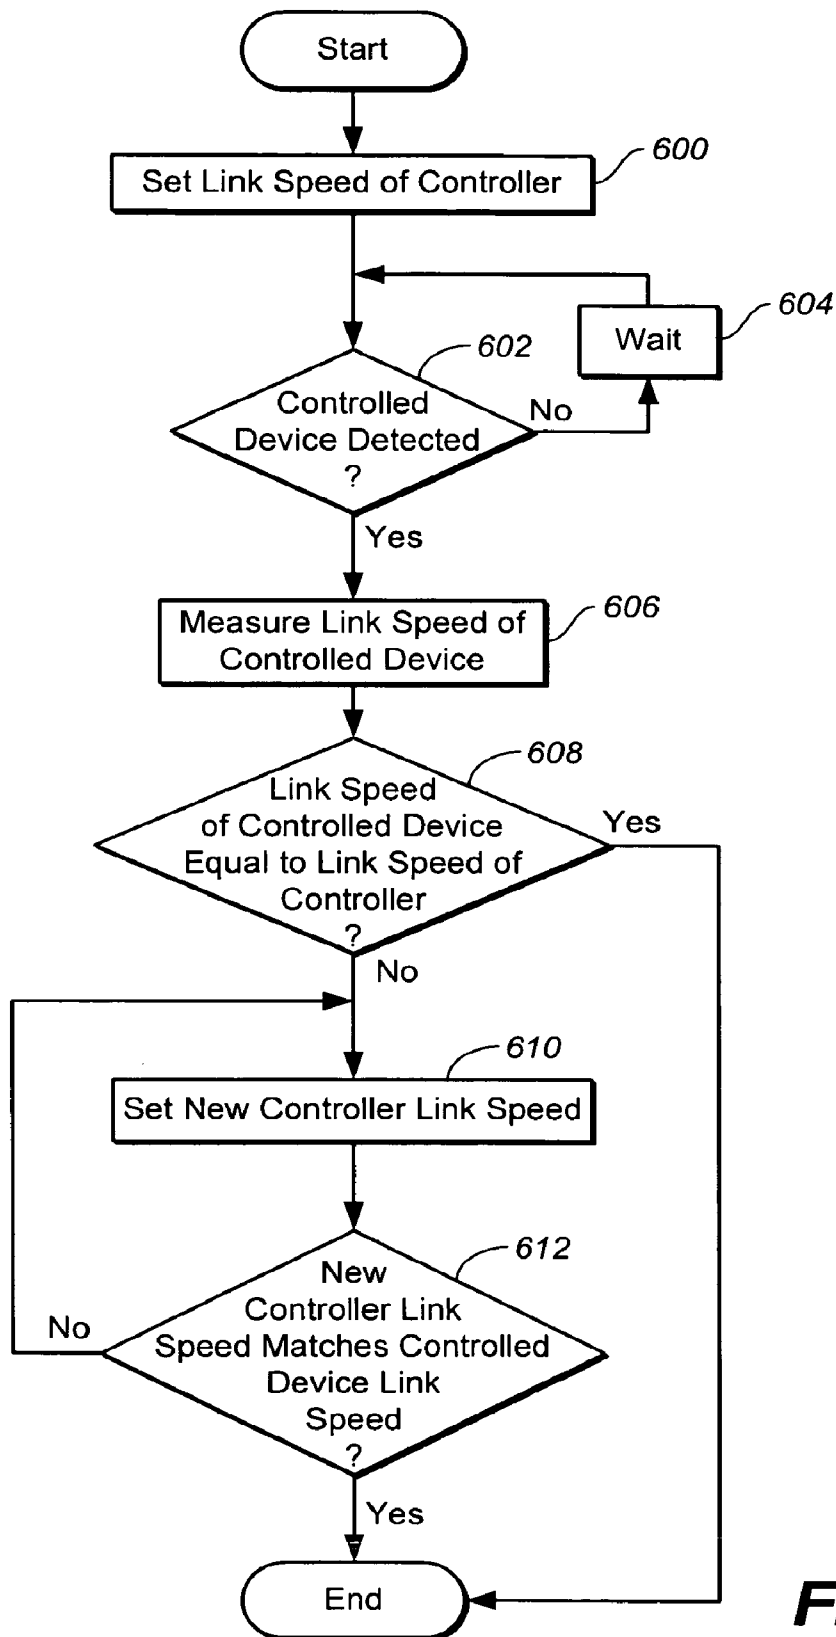 Start
600
Set Link Speed of Controller
604
Wait
602
Controlled
Device Detected
?
No
Yes
606
Measure Link Speed of
Controlled Device
608
Link Speed
of Controlled Device
Equal to Link Speed of
Controller
?
Yes
No
610
Set New Controller Link Speed
612
New
Controller Link
Speed Matches Controlled
Device Link
Speed
?
No
Yes
End